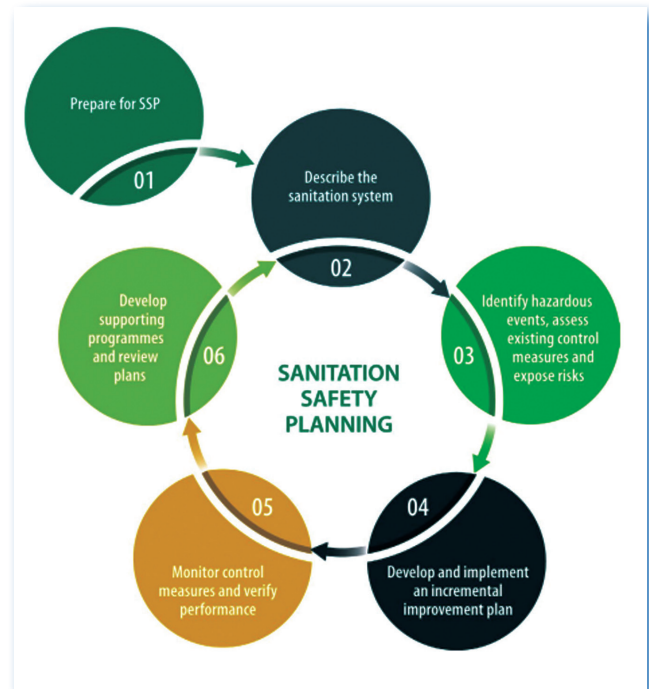 Prepare for SSP
01
Describe the
sanitation system
02
Identify hazardous
events, assess
existing control
measures and
expose risks
03
04
Develop and implement
an incremental
improvement plan
05
Monitor control
measures and verify
performance
Develop
supporting
programmes
and review
plans
06
SANITATION
SAFETY
PLANNING